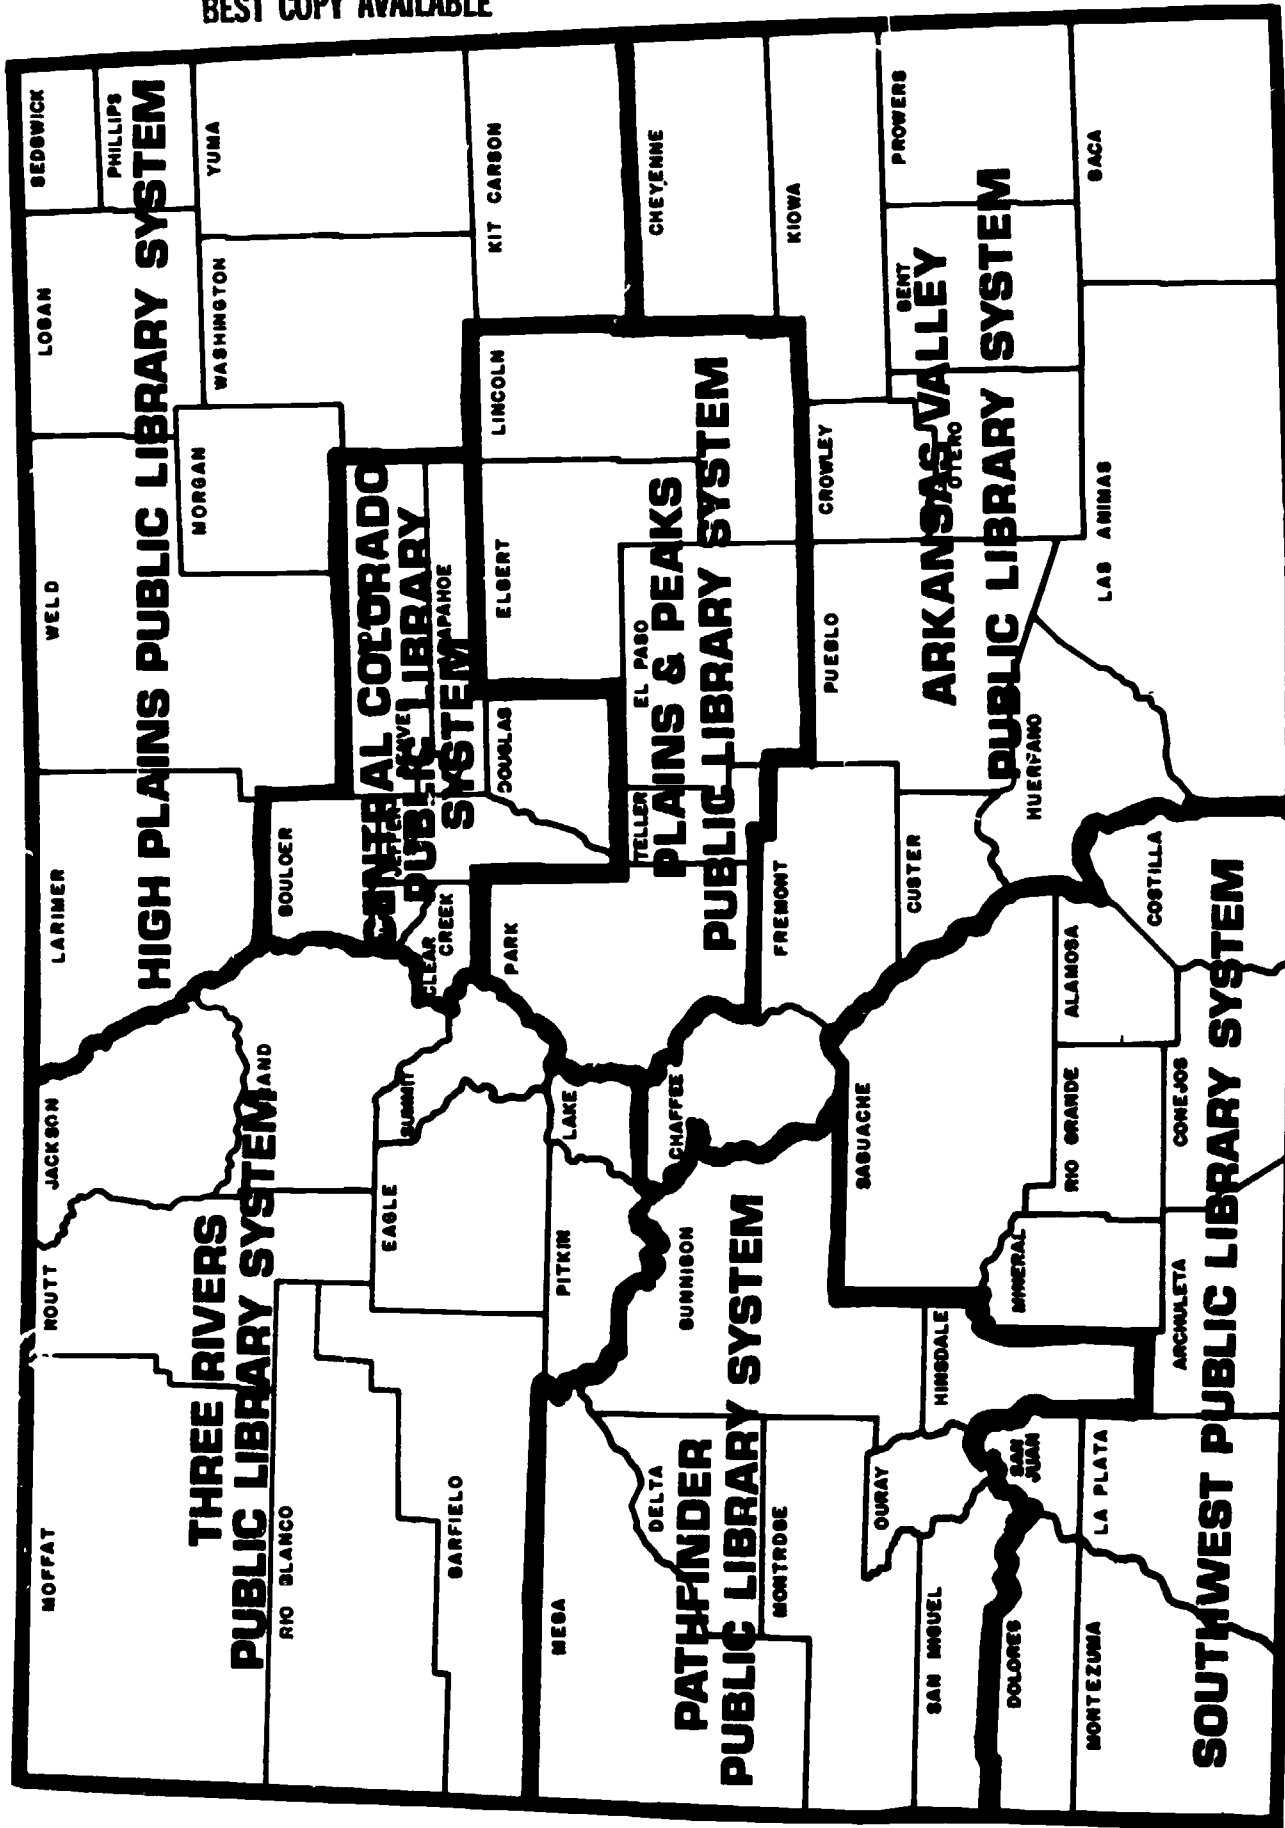 BEST COPY AVAILABLE
MOFFAT
ROUTT
JACKSON
LARIMER
WELD
LOGAN
SEDGWICK
PHILLIPS
HIGH PLAINS PUBLIC LIBRARY SYSTEM
MORGAN
WASHINGTON
YUMA
THREE RIVERS
PUBLIC LIBRARY SYSTEM
RIO BLANCO
BOULDER
EAGLE
SUMMIT
CENTRAL COLORADO
PUBLIC LIBRARY
SYSTEM
CLEAR
CREEK
GARFIELD
KIT CARSON
LINCOLN
ELBERT
DOUGLAS
PARK
MESA
PITKIN
LAKE
TELLER
EL PASO
CHEYENNE
PLAINS & PEAKS
PUBLIC LIBRARY SYSTEM
DELTA
GUNNISON
CHAFFEE
PATHFINDER
PUBLIC LIBRARY SYSTEM
MONTROSE
FREMONT
KIOWA
CROWLEY
PUEBLO
OURAY
SAGUACHE
CUSTER
PROWERS
BENT
OTERO
ARKANSAS VALLEY
PUBLIC LIBRARY SYSTEM
SAN MIGUEL
HINSDALE
DOLORES
SAN
JUAN
MINERAL
RIO GRANDE
ALAMOSA
HUERFANO
MONTEZUMA
LA PLATA
ARCHULETA
CONEJOS
COSTILLA
LAS ANIMAS
BACA
SOUTHWEST PUBLIC LIBRARY SYSTEM